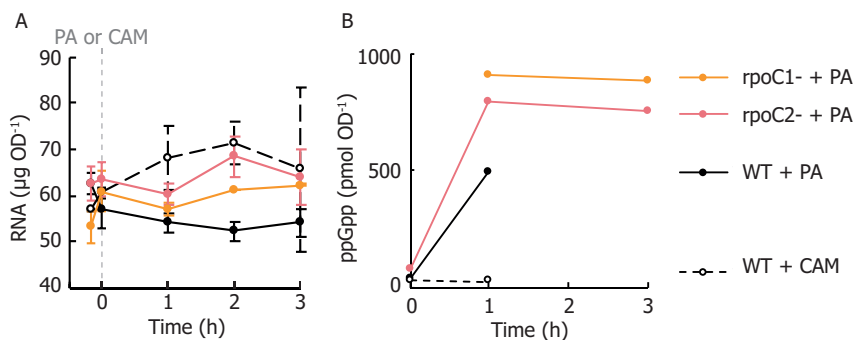 A
PA or CAM
90
80
70
60
50
40
RNA (µg OD⁻¹)
0 1 2 3
Time (h)
B
1000
500
0
ppGpp (pmol OD⁻¹)
0 1 2 3
Time (h)
rpoC1- + PA
rpoC2- + PA
WT + PA
WT + CAM